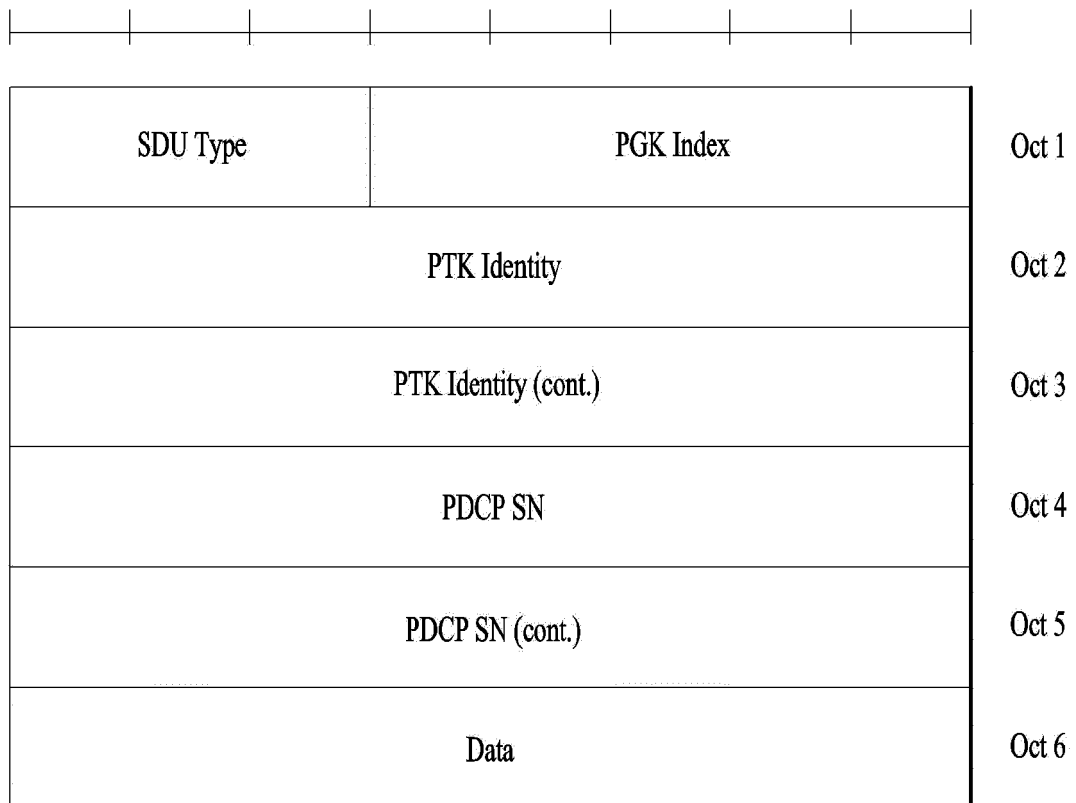 SDU Type PGK Index Oct 1
PTK Identity Oct 2
PTK Identity (cont.) Oct 3
PDCP SN Oct 4
PDCP SN (cont.) Oct 5
Data Oct 6